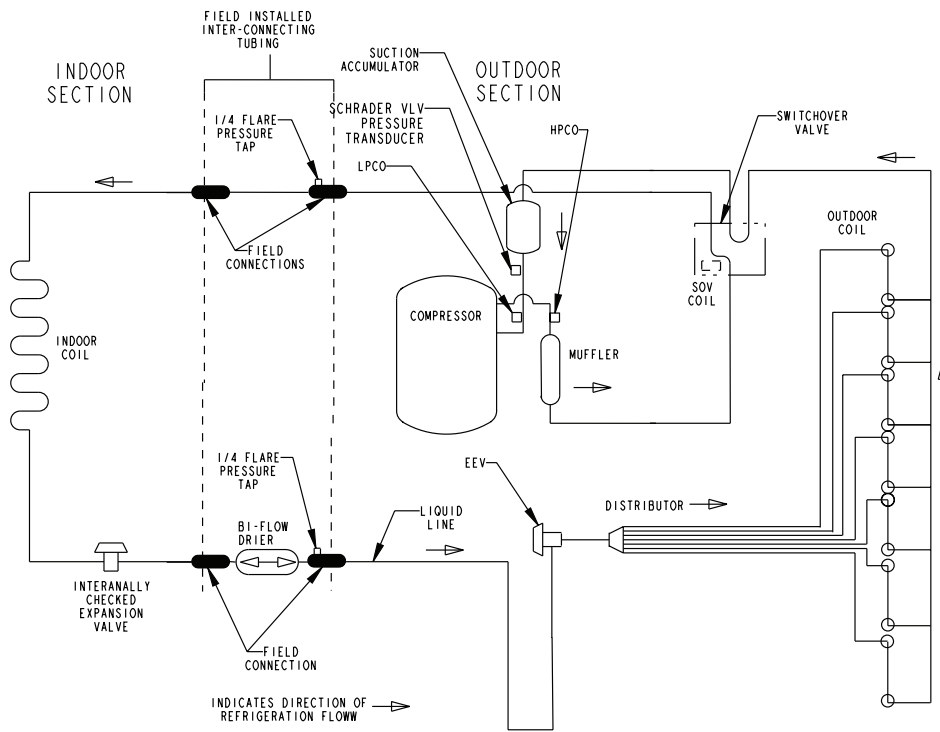 FIELD INSTALLED
INTER-CONNECTING
TUBING
INDOOR
SECTION
SUCTION
ACCUMULATOR
OUTDOOR
SECTION
1/4 FLARE
PRESSURE
TAP
SCHRADER VLV
PRESSURE
TRANSDUCER
LPCO
HPCO
SWITCHOVER
VALVE
OUTDOOR
COIL
FIELD
CONNECTIONS
SOV
COIL
COMPRESSOR
INDOOR
COIL
MUFFLER
1/4 FLARE
PRESSURE
TAP
EEV
LIQUID
LINE
DISTRIBUTOR
BI-FLOW
DRIER
INTERANALLY
CHECKED
EXPANSION
VALVE
FIELD
CONNECTION
INDICATES DIRECTION OF
REFRIGERATION FLOWW